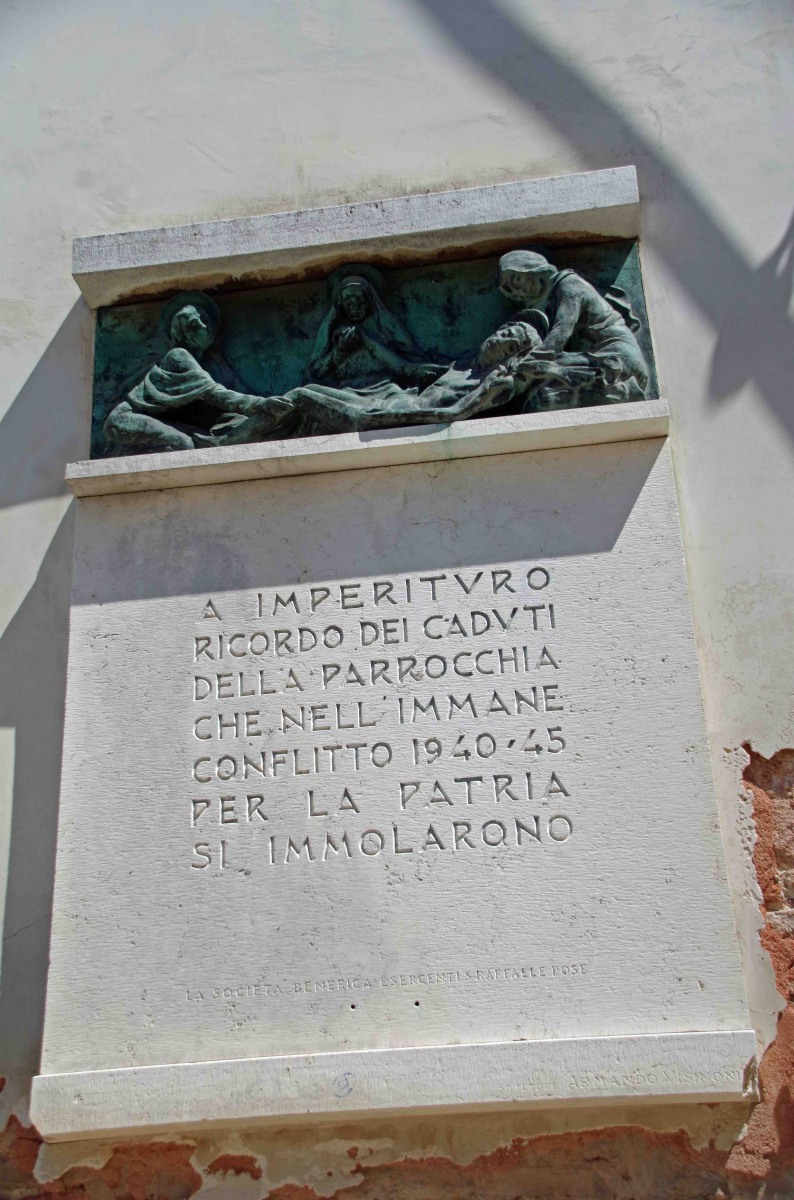 A IMPERITVRO
RICORDO DEI CADVTI
DELLA PARROCCHIA
CHE NELL'IMMANE
CONFLITTO 1940-45
PER LA PATRIA
SI IMMOLARONO
LA SOCIETÀ BENEFICA ESERCENTI S. RAFFAELE POSE
ARMANDO VISINONI